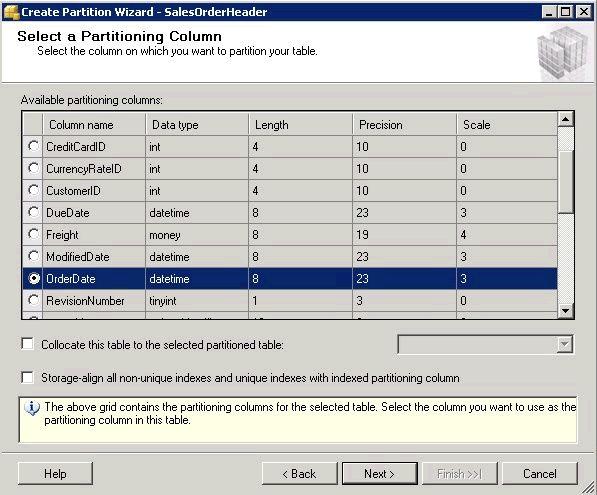 Create Partition Wizard - SalesOrderHeader
Select a Partitioning Column
Select the column on which you want to partition your table.
Available partitioning columns:
Column name Data type Length Precision Scale
CreditCardID int 4 10 0
CurrencyRateID int 4 10 0
CustomerID int 4 10 0
DueDate datetime 8 23 3
Freight money 8 19 4
ModifiedDate datetime 8 23 3
OrderDate datetime 8 23 3
RevisionNumber tinyint 1 3 0
Collocate this table to the selected partitioned table:
Storage-align all non-unique indexes and unique indexes with indexed partitioning column
The above grid contains the partitioning columns for the selected table. Select the column you want to use as the
partitioning column in this table.
Help < Back Next > Finish >>| Cancel